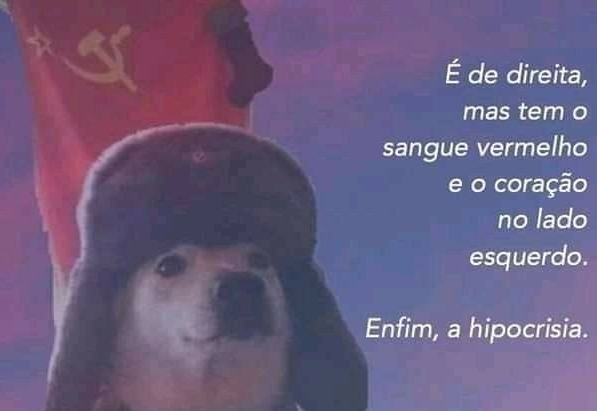 É de direita,
mas tem o
sangue vermelho
e o coração
no lado
esquerdo.
Enfim, a hipocrisia.